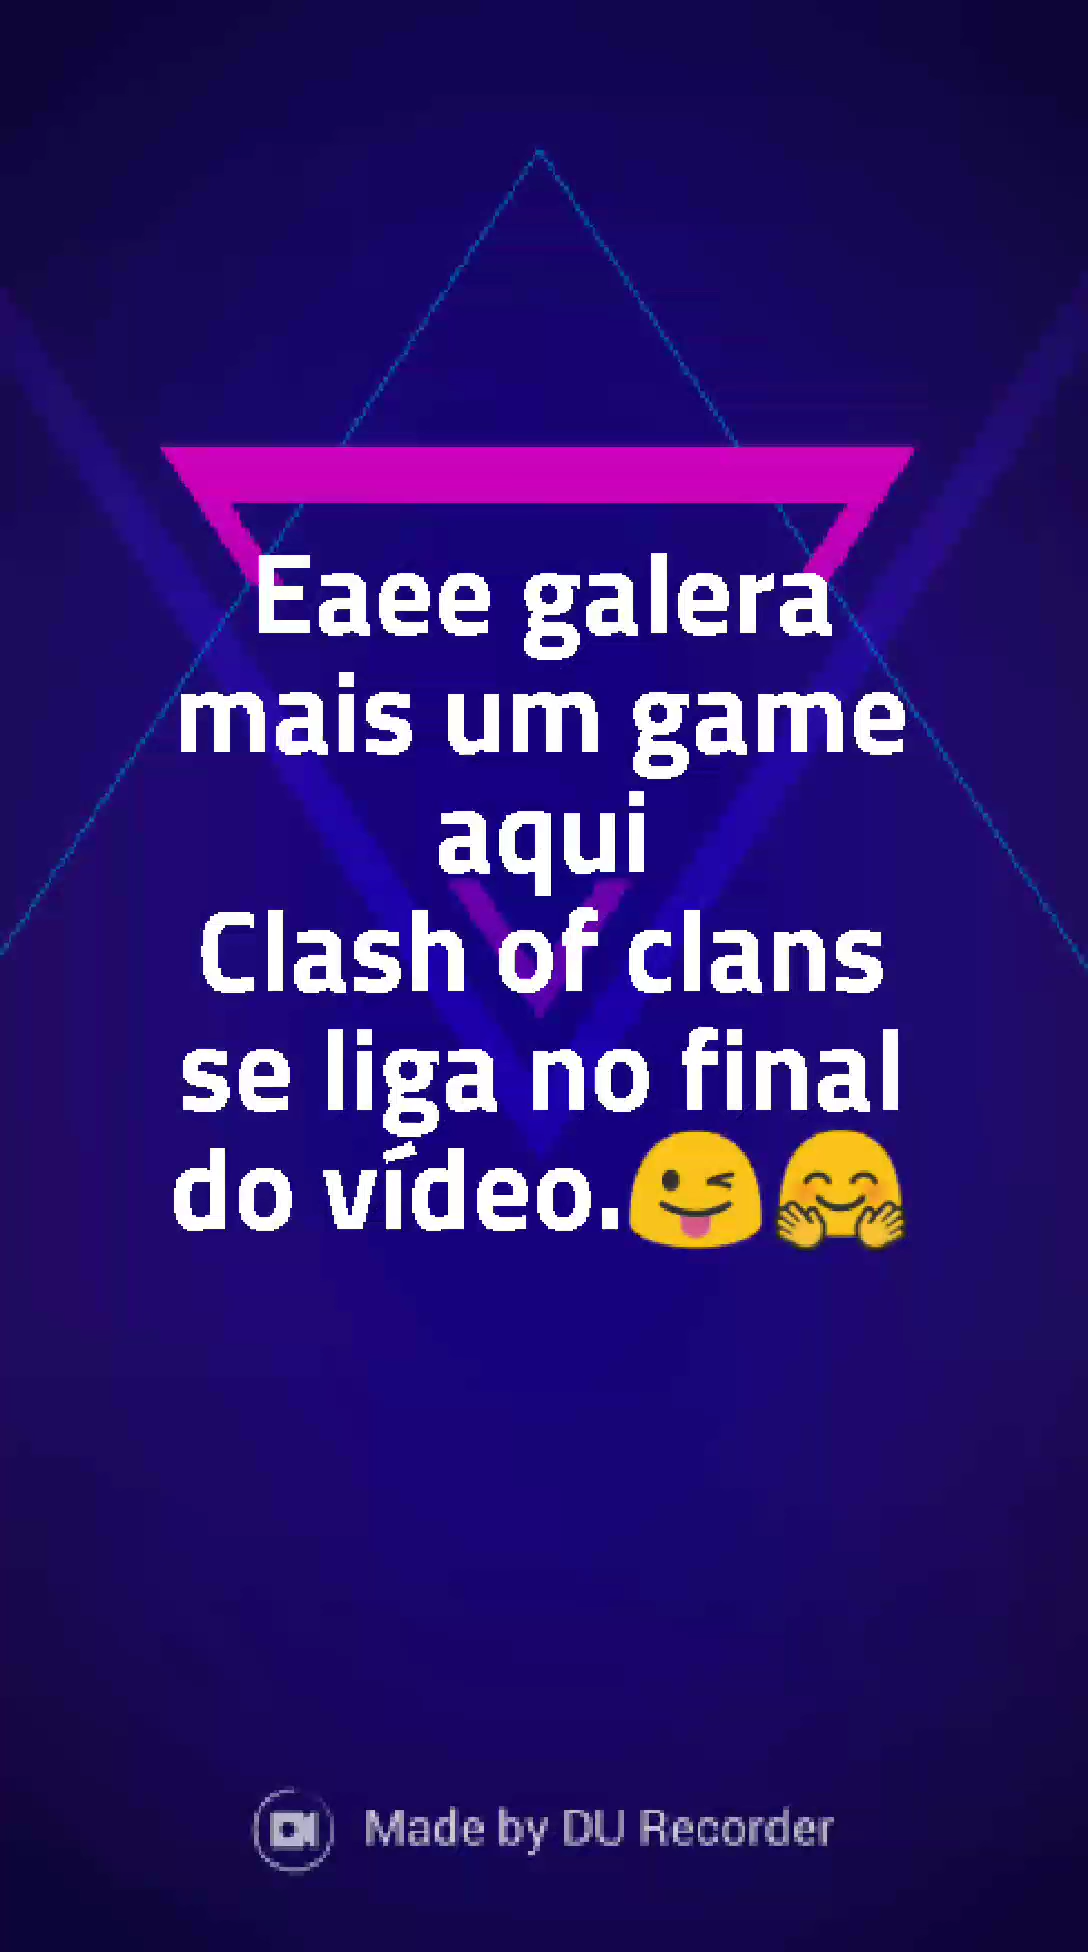 Eaee galera
mais um game
aqui
Clash of clans
se liga no final
do vídeo.😜🤗
Made by DU Recorder